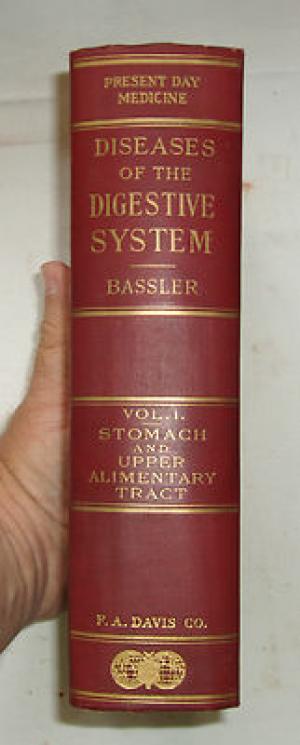 PRESENT DAY
MEDICINE
DISEASES
OF THE
DIGESTIVE
SYSTEM
BASSLER
VOL. I.
STOMACH
AND
UPPER
ALIMENTARY
TRACT
F. A. DAVIS CO.